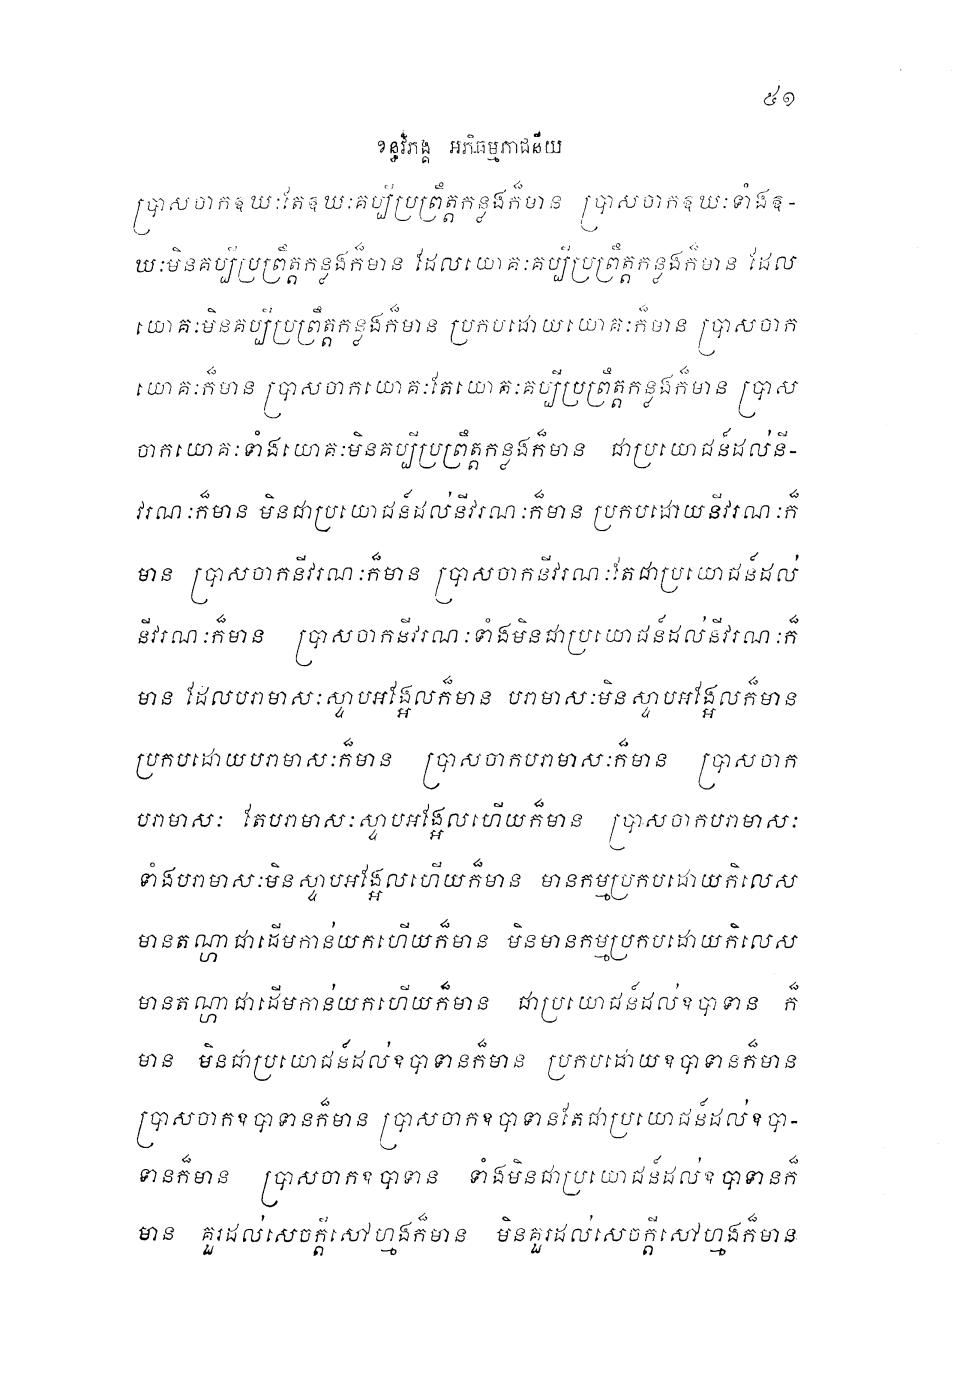 ៥១
ខន្ធវិភង្គ អភិធម្មភាជនីយ
ប្រាសចាកឱឃៈតែឱឃៈគប្បីប្រព្រឹត្តកន្លងក៏មាន ប្រាសចាកឱឃៈទាំងឱ-
ឃៈមិនគប្បីប្រព្រឹត្តកន្លងក៏មាន ដែលយោគៈគប្បីប្រព្រឹត្តកន្លងក៏មាន ដែល
យោគៈមិនគប្បីប្រព្រឹត្តកន្លងក៏មាន ប្រកបដោយយោគៈក៏មាន ប្រាសចាក
យោគៈក៏មាន ប្រាសចាកយោគៈតែយោគៈគប្បីប្រព្រឹត្តកន្លងក៏មាន ប្រាស
ចាកយោគៈទាំងយោគៈមិនគប្បីប្រព្រឹត្តកន្លងក៏មាន ជាប្រយោជន៍ដល់នី-
វរណៈក៏មាន មិនជាប្រយោជន៍ដល់នីវរណៈក៏មាន ប្រកបដោយនីវរណៈក៏
មាន ប្រាសចាកនីវរណៈក៏មាន ប្រាសចាកនីវរណៈតែជាប្រយោជន៍ដល់
នីវរណៈក៏មាន ប្រាសចាកនីវរណៈទាំងមិនជាប្រយោជន៍ដល់នីវរណៈក៏
មាន ដែលបរាមាសៈស្ទាបអង្អែលក៏មាន បរាមាសៈមិនស្ទាបអង្អែលក៏មាន
ប្រកបដោយបរាមាសៈក៏មាន ប្រាសចាកបរាមាសៈក៏មាន ប្រាសចាក
បរាមាសៈ តែបរាមាសៈស្ទាបអង្អែលហើយក៏មាន ប្រាសចាកបរាមាសៈ
ទាំងបរាមាសៈមិនស្ទាបអង្អែលហើយក៏មាន មានកម្មប្រកបដោយកិលេស
មានតណ្ហាជាដើមកាន់យកហើយក៏មាន មិនមានកម្មប្រកបដោយកិលេស
មានតណ្ហាជាដើមកាន់យកហើយក៏មាន ជាប្រយោជន៍ដល់ឧបាទាន ក៏
មាន មិនជាប្រយោជន៍ដល់ឧបាទានក៏មាន ប្រកបដោយឧបាទានក៏មាន
ប្រាសចាកឧបាទានក៏មាន ប្រាសចាកឧបាទានតែជាប្រយោជន៍ដល់ឧបា-
ទានក៏មាន ប្រាសចាកឧបាទាន ទាំងមិនជាប្រយោជន៍ដល់ឧបាទានក៏
មាន គួរដល់សេចក្តីសៅហ្មងក៏មាន មិនគួរដល់សេចក្តីសៅហ្មងក៏មាន